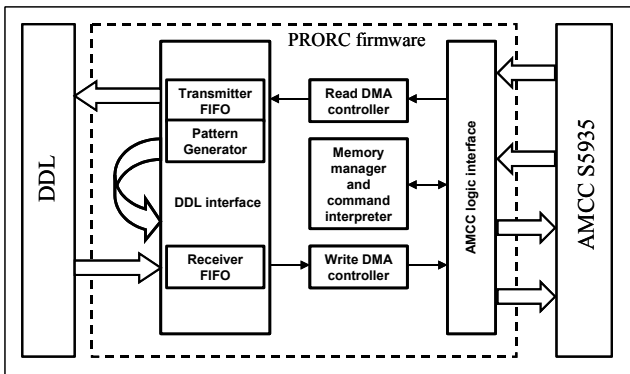 PRORC firmware
DDL
Transmitter
FIFO
Pattern
Generator
DDL interface
Receiver
FIFO
Read DMA
controller
Memory
manager
and
command
interpreter
Write DMA
controller
AMCC logic interface
AMCC S5935